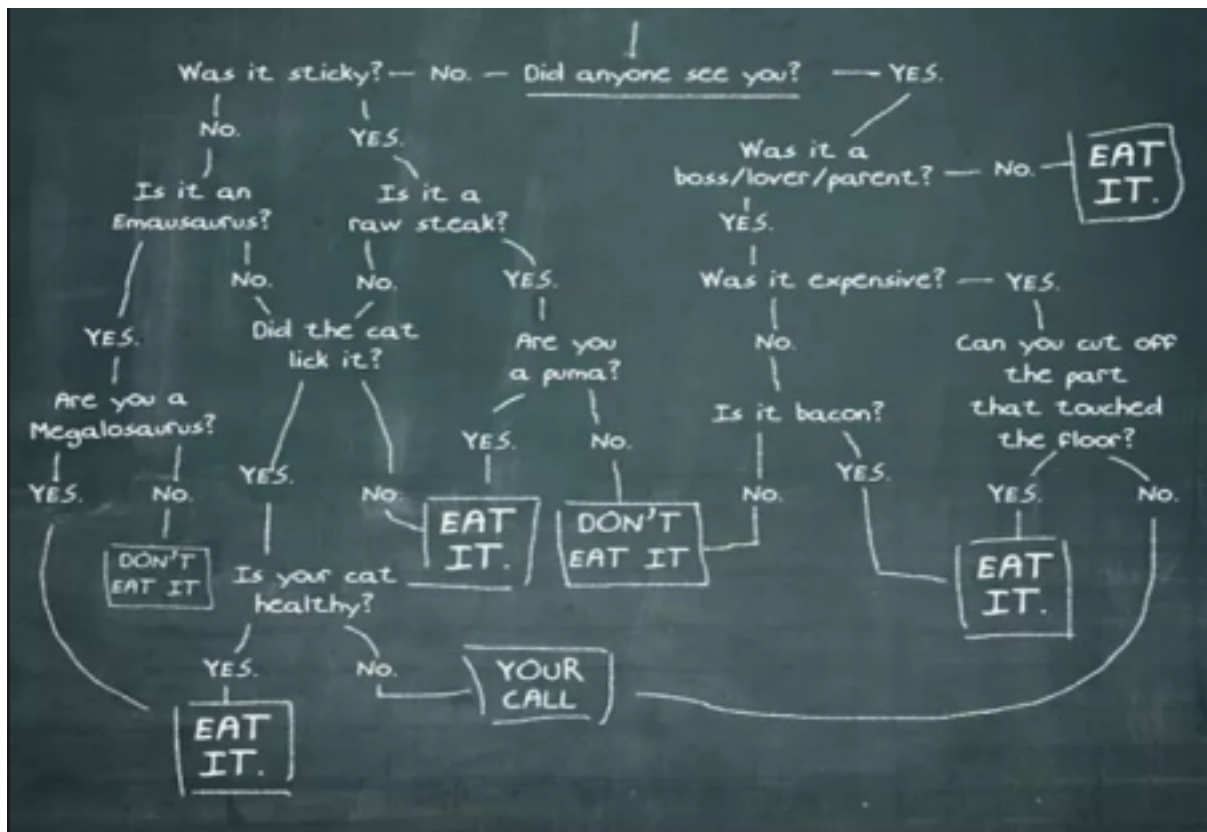 Was it sticky? No. Did anyone see you? YES.
No.
YES.
Was it a
boss/lover/parent? No. EAT
IT.
Is it an
Emausaurus?
Is it a
raw steak?
YES.
No.
No.
YES.
Was it expensive? YES.
YES.
Did the cat
lick it?
Are you
a puma?
No.
Can you cut off
the part
that touched
the floor?
Are you a
Megalosaurus?
Is it bacon?
YES.
No.
YES.
No.
YES.
No.
No.
YES.
YES.
No.
EAT
IT.
DON'T
EAT IT
DON'T
EAT IT
Is your cat
healthy?
EAT
IT.
YES.
No.
YOUR
CALL
EAT
IT.